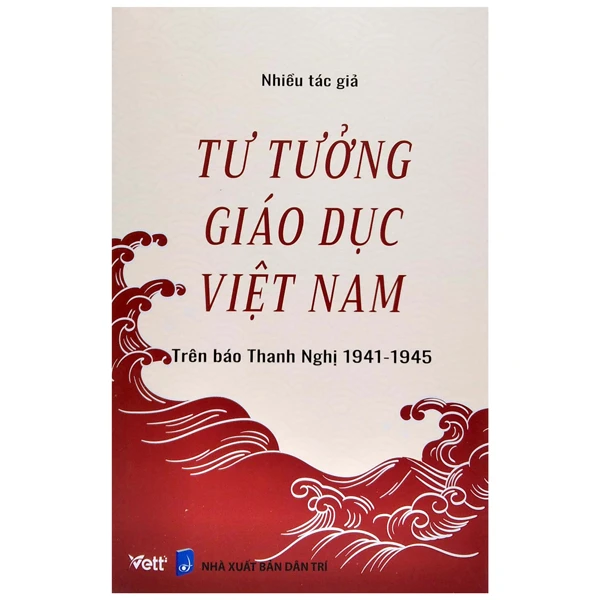 Nhiều tác giả
TƯ TƯỞNG
GIÁO DỤC
VIỆT NAM
Trên báo Thanh Nghị 1941-1945
Vett
NHÀ XUẤT BẢN DÂN TRÍ